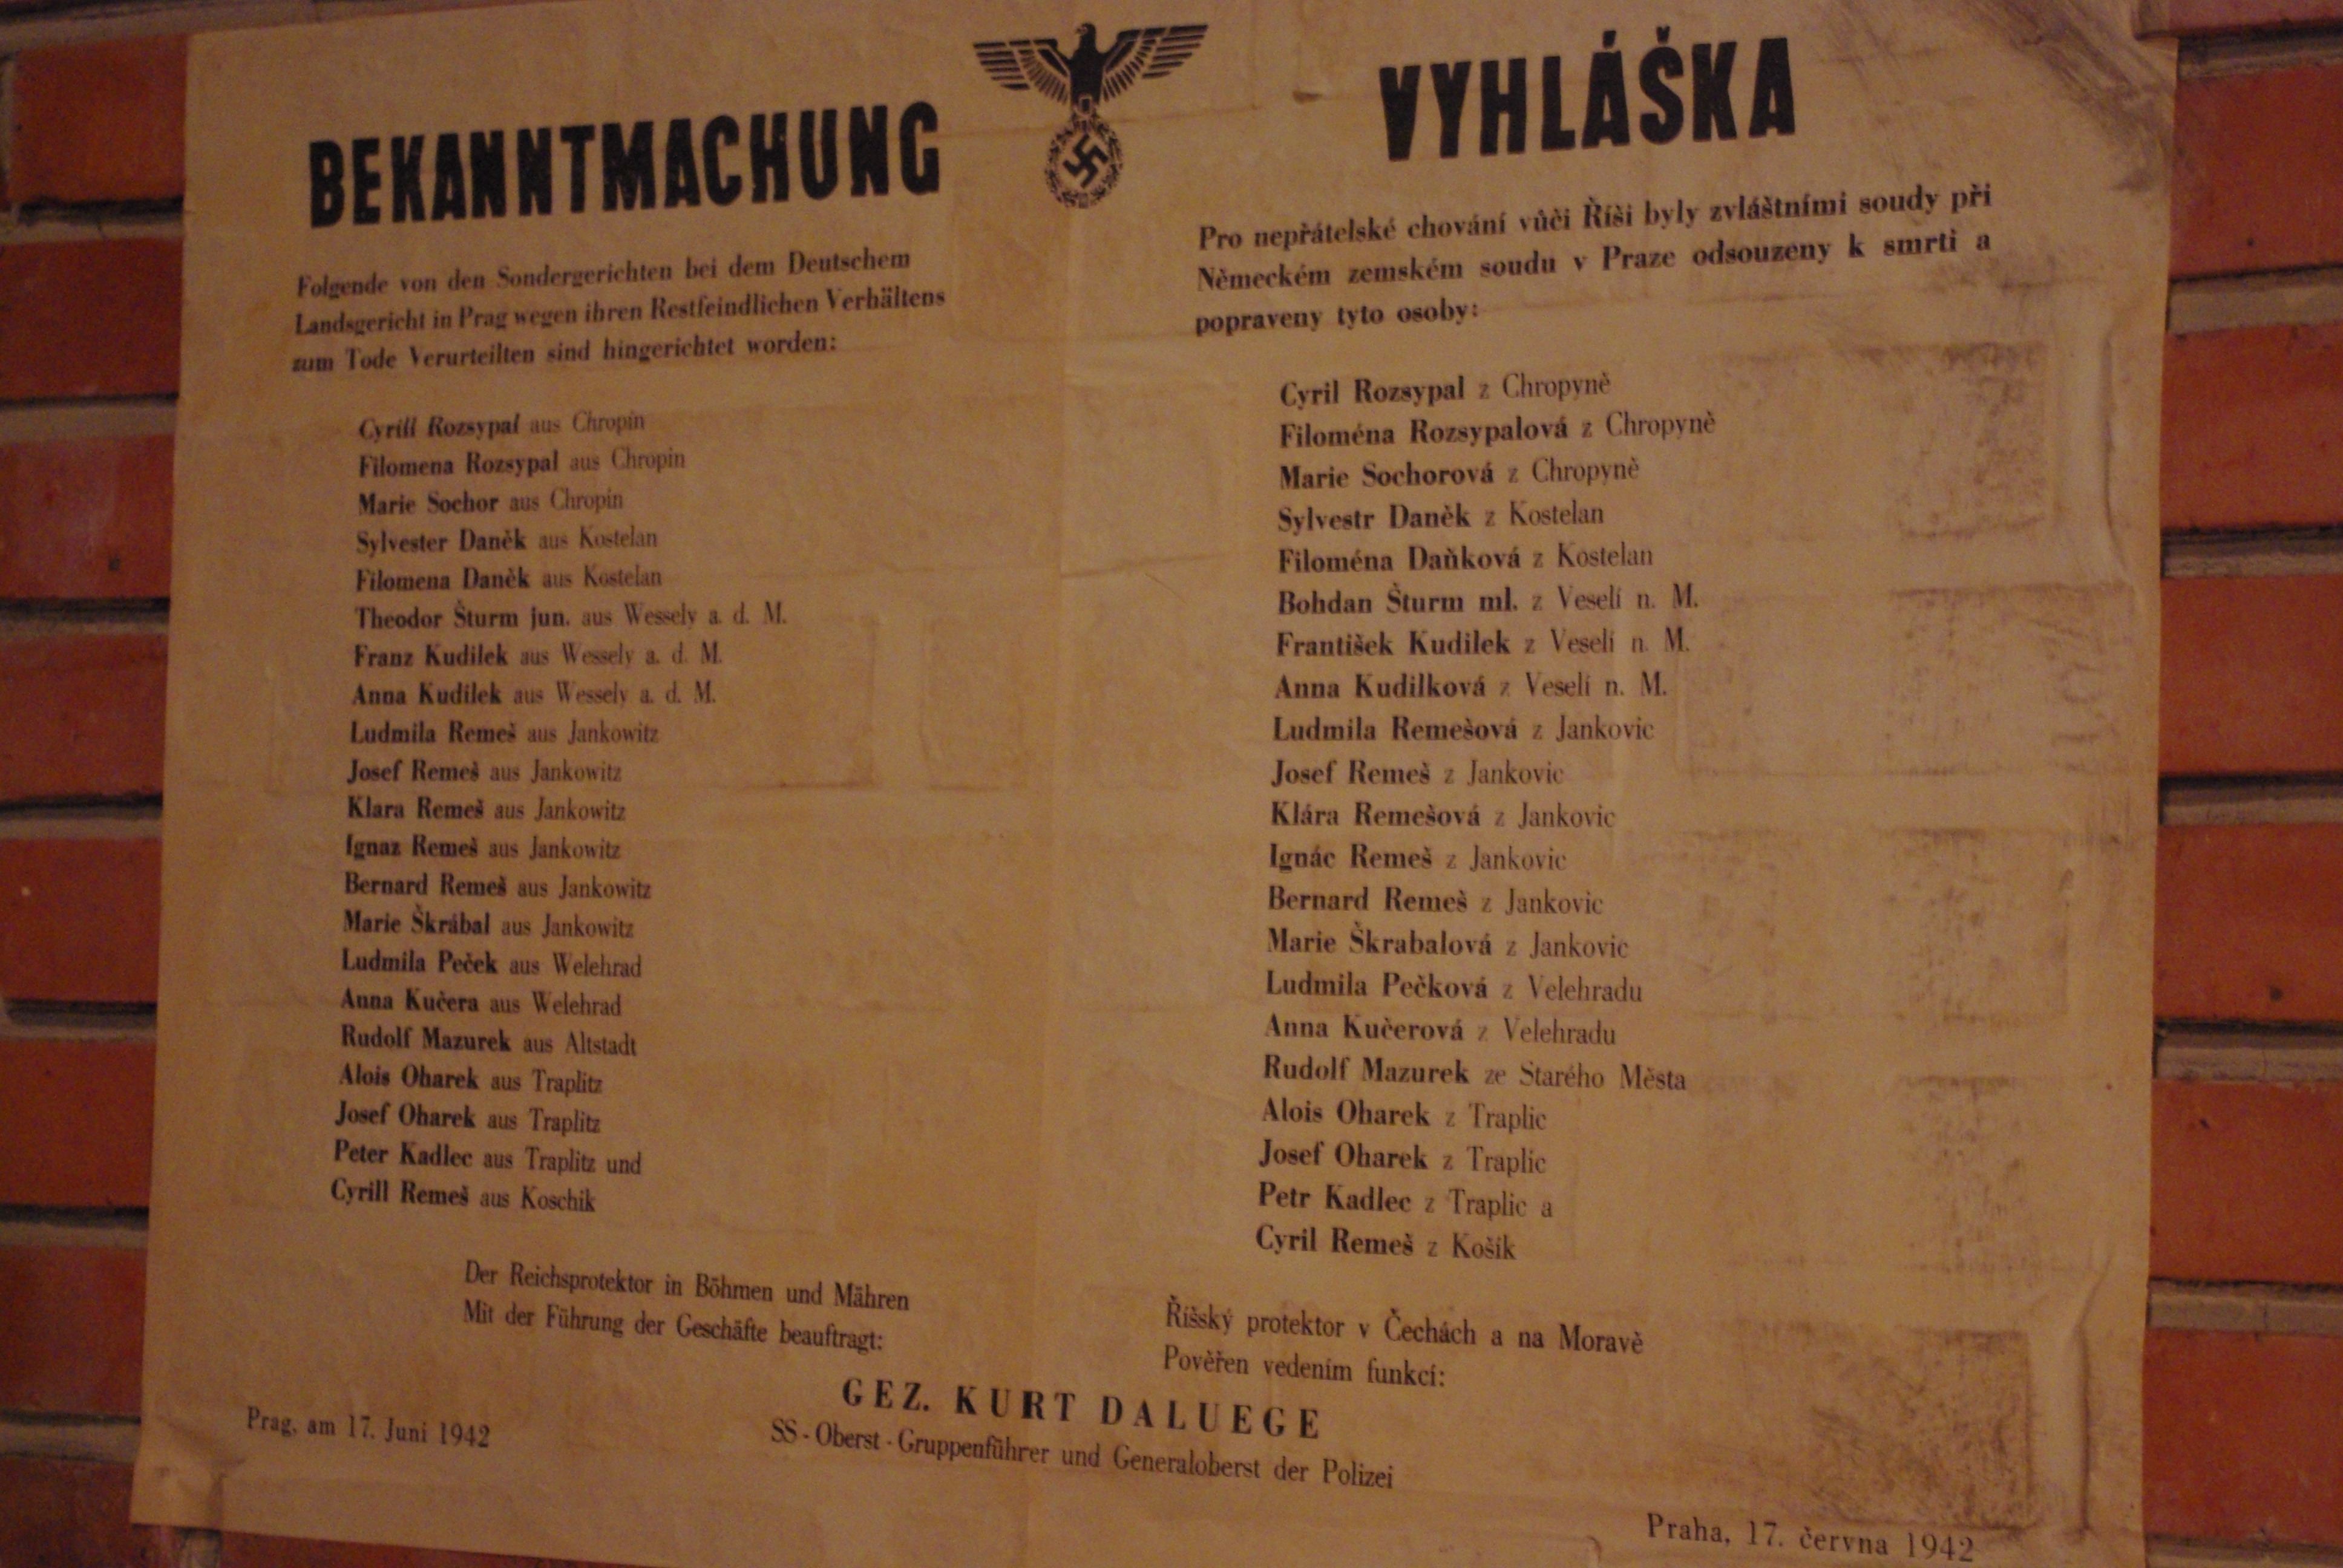 BEKANNTMACHUNG
Folgende von den Sondergerichten bei dem Deutschem
Landsgericht in Prag wegen ihren Restfeindlichen Verhältens
zum Tode Verurteilten sind hingerichtet worden:
Cyrill Rozsypal aus Chropin
Filomena Rozsypal aus Chropin
Marie Sochor aus Chropin
Sylvester Daněk aus Kostelan
Filomena Daněk aus Kostelan
Theodor Šturm jun. aus Wessely a. d. M.
Franz Kudilek aus Wessely a. d. M.
Anna Kudilek aus Wessely a. d. M.
Ludmila Remeš aus Jankowitz
Josef Remeš aus Jankowitz
Klara Remeš aus Jankowitz
Ignaz Remeš aus Jankowitz
Bernard Remeš aus Jankowitz
Marie Škrábal aus Jankowitz
Ludmila Peček aus Welehrad
Anna Kučera aus Welehrad
Rudolf Mazurek aus Altstadt
Alois Oharek aus Traplitz
Josef Oharek aus Traplitz
Peter Kadlec aus Traplitz und
Cyrill Remeš aus Koschik
Der Reichsprotektor in Böhmen und Mähren
Mit der Führung der Geschäfte beauftragt:
VYHLÁŠKA
Pro nepřátelské chování vůči Říši byly zvláštními soudy při
Německém zemském soudu v Praze odsouzeny k smrti a
popraveny tyto osoby:
Cyril Rozsypal z Chropyně
Filoména Rozsypalová z Chropyně
Marie Sochorová z Chropyně
Sylvestr Daněk z Kostelan
Filoména Daňková z Kostelan
Bohdan Šturm ml. z Veselí n. M.
František Kudilek z Veselí n. M.
Anna Kudilková z Veselí n. M.
Ludmila Remešová z Jankovic
Josef Remeš z Jankovic
Klára Remešová z Jankovic
Ignác Remeš z Jankovic
Bernard Remeš z Jankovic
Marie Škrabalová z Jankovic
Ludmila Pečková z Velehradu
Anna Kučerová z Velehradu
Rudolf Mazurek ze Starého Města
Alois Oharek z Traplic
Josef Oharek z Traplic
Petr Kadlec z Traplic a
Cyril Remeš z Košik
Říšský protektor v Čechách a na Moravě
Pověřen vedením funkcí:
GEZ. KURT DALUEGE
SS - Oberst - Gruppenführer und Generaloberst der Polizei
Prag, am 17. Juni 1942
Praha, 17. června 1942